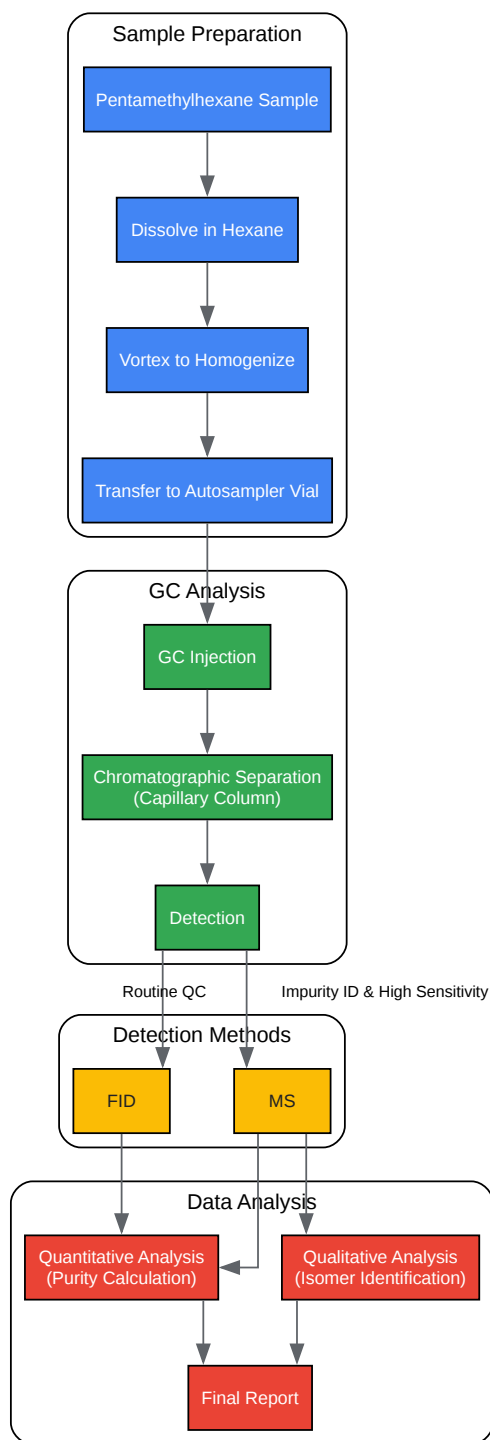 Sample Preparation
Pentamethylhexane Sample
Dissolve in Hexane
Vortex to Homogenize
Transfer to Autosampler Vial
GC Analysis
GC Injection
Chromatographic Separation
(Capillary Column)
Detection
Routine QC
Impurity ID & High Sensitivity
Detection Methods
FID
MS
Data Analysis
Quantitative Analysis
(Purity Calculation)
Qualitative Analysis
(Isomer Identification)
Final Report